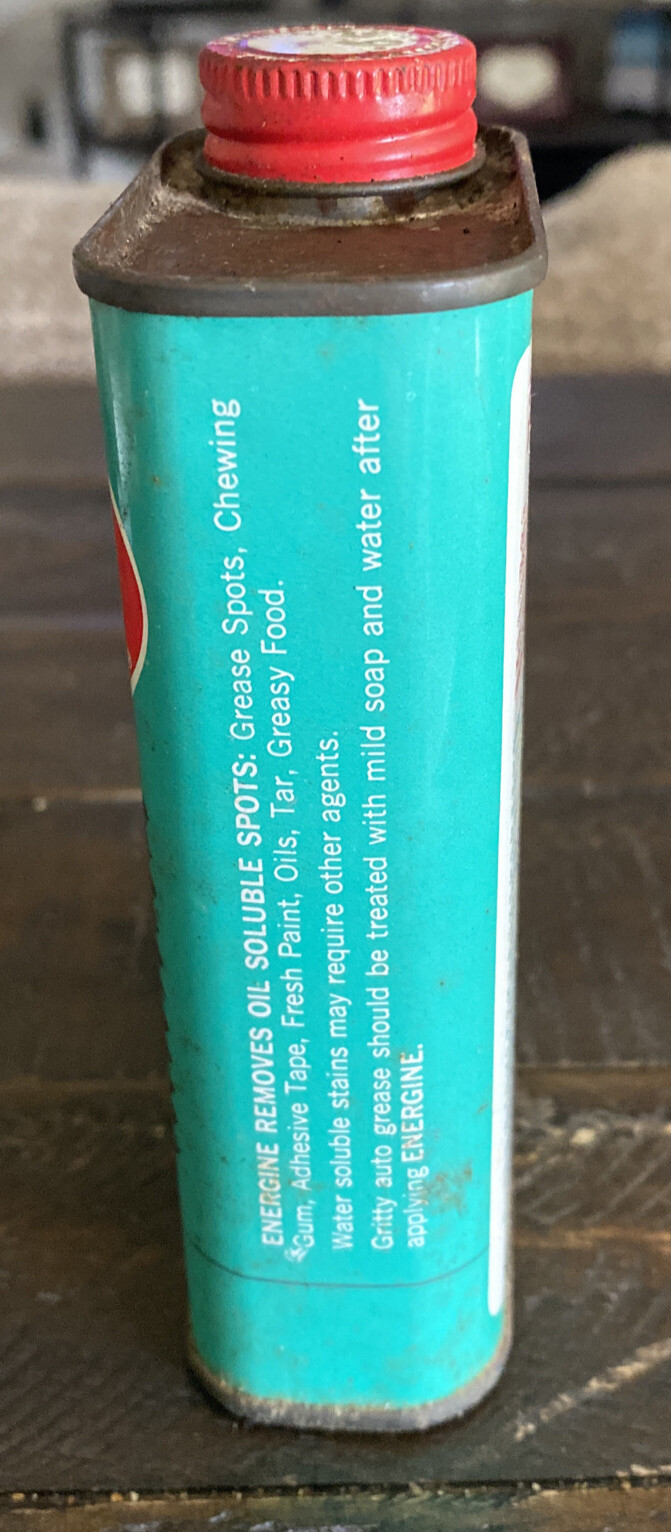 ENERGINE REMOVES OIL SOLUBLE SPOTS: Grease Spots, Chewing
Gum, Adhesive Tape, Fresh Paint, Oils, Tar, Greasy Food.
Water soluble stains may require other agents.
Gritty auto grease should be treated with mild soap and water after
applying ENERGINE.